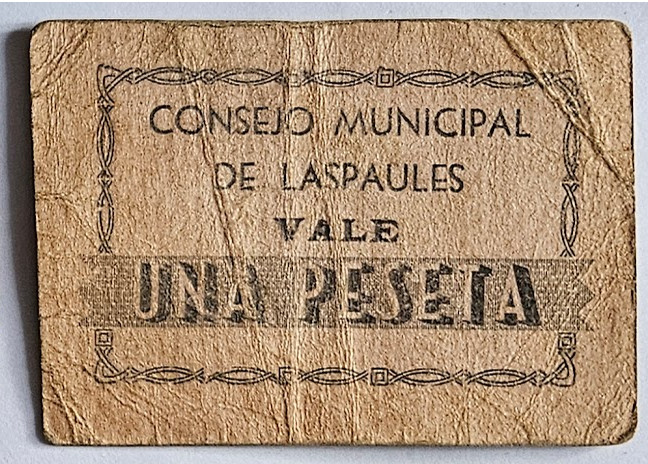 CONSEJO MUNICIPAL
DE LASPAULES
VALE
UNA PESETA